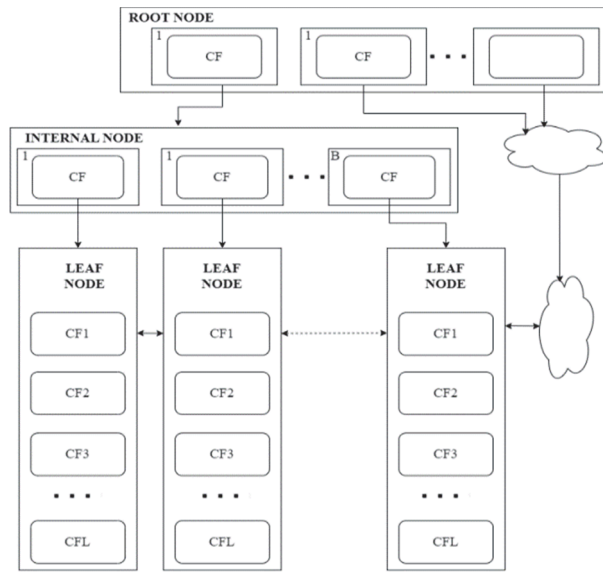 ROOT NODE
1
CF
1
CF
INTERNAL NODE
1
CF
1
CF
B
CF
LEAF
NODE
CF1
CF2
CF3
CFL
LEAF
NODE
CF1
CF2
CF3
CFL
LEAF
NODE
CF1
CF2
CF3
CFL